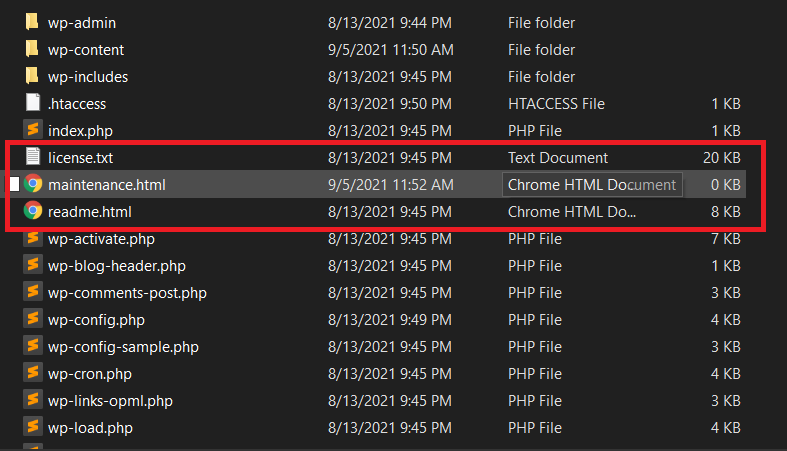 wp-admin 8/13/2021 9:44 PM File folder
wp-content 9/5/2021 11:50 AM File folder
wp-includes 8/13/2021 9:45 PM File folder
.htaccess 8/13/2021 9:50 PM HTACCESS File 1 KB
index.php 8/13/2021 9:45 PM PHP File 1 KB
license.txt 8/13/2021 9:45 PM Text Document 20 KB
maintenance.html 9/5/2021 11:52 AM Chrome HTML Document 0 KB
readme.html 8/13/2021 9:45 PM Chrome HTML Do... 8 KB
wp-activate.php 8/13/2021 9:45 PM PHP File 7 KB
wp-blog-header.php 8/13/2021 9:45 PM PHP File 1 KB
wp-comments-post.php 8/13/2021 9:45 PM PHP File 3 KB
wp-config.php 8/13/2021 9:49 PM PHP File 4 KB
wp-config-sample.php 8/13/2021 9:45 PM PHP File 3 KB
wp-cron.php 8/13/2021 9:45 PM PHP File 4 KB
wp-links-opml.php 8/13/2021 9:45 PM PHP File 3 KB
wp-load.php 8/13/2021 9:45 PM PHP File 4 KB